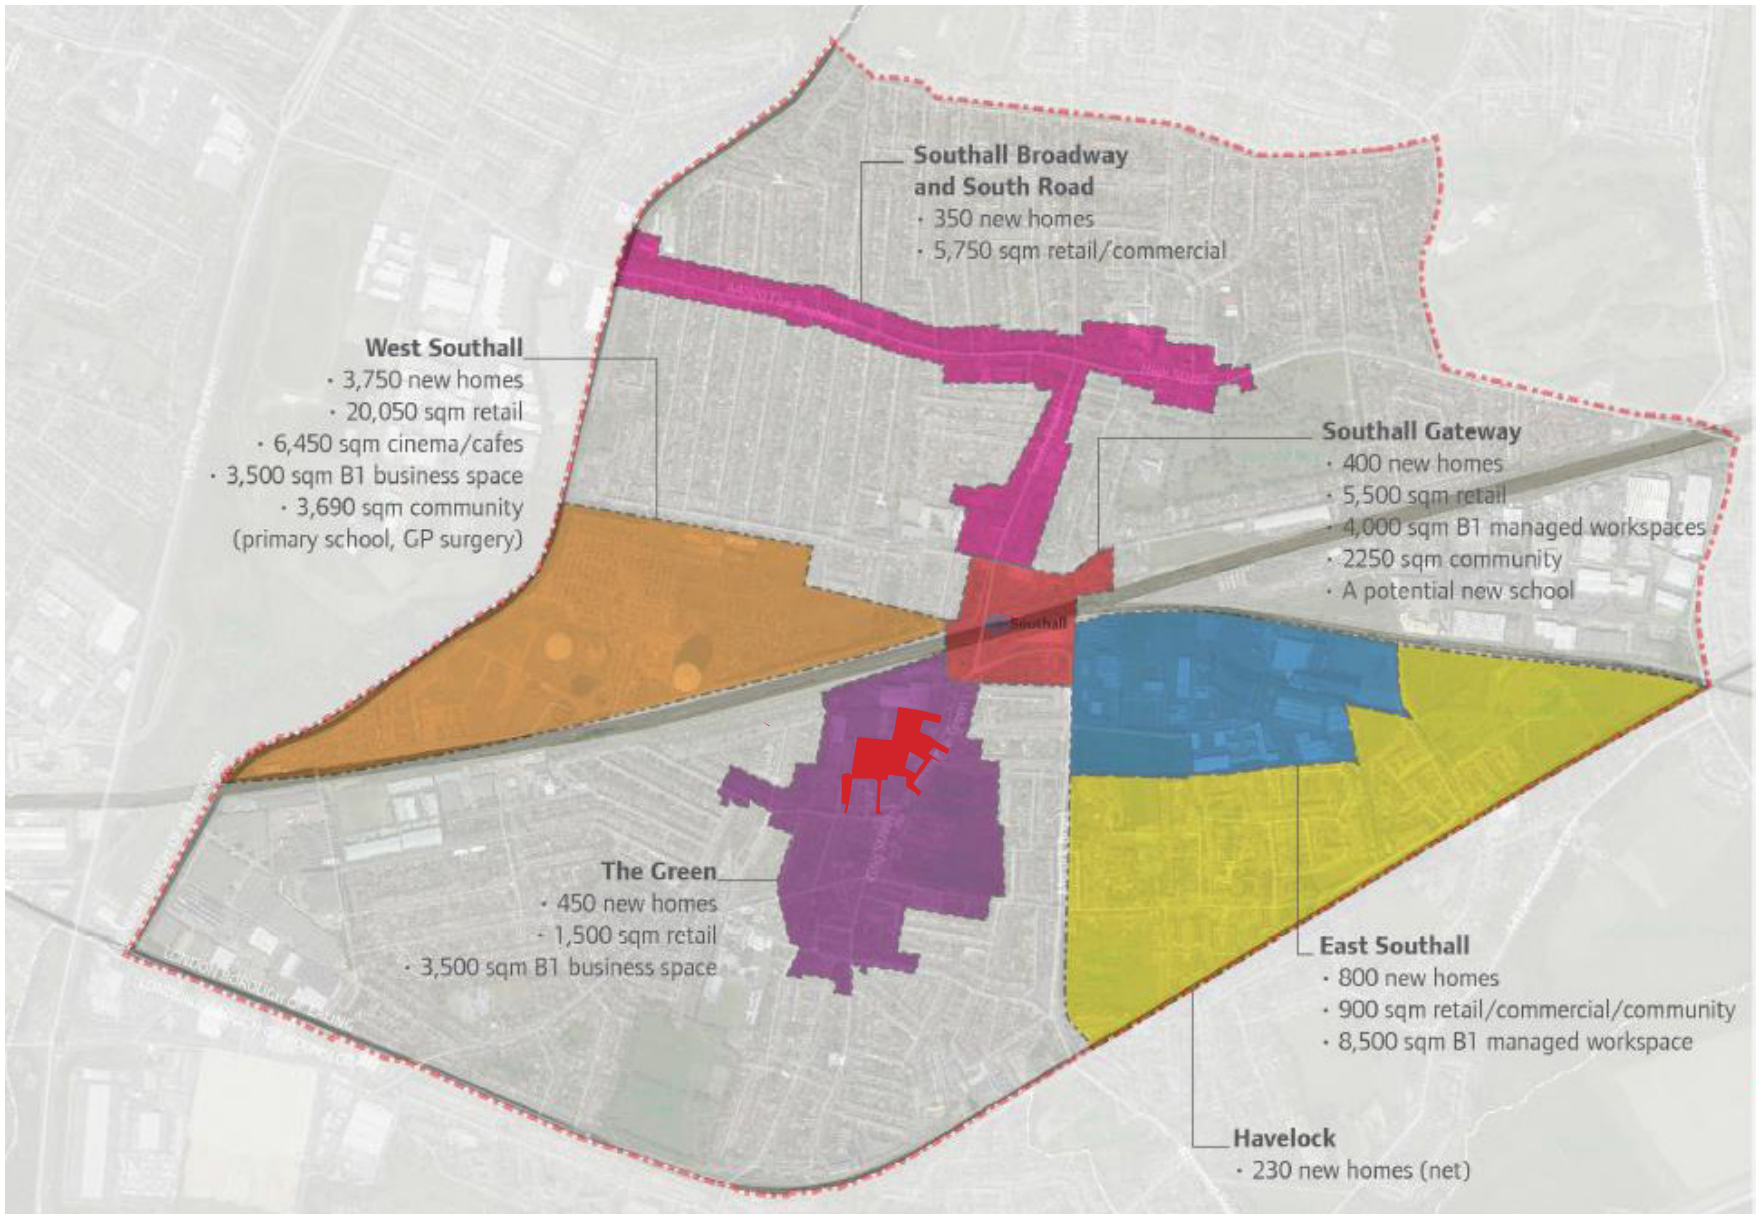 Southall Broadway
and South Road
· 350 new homes
· 5,750 sqm retail/commercial
West Southall
· 3,750 new homes
· 20,050 sqm retail
· 6,450 sqm cinema/cafes
· 3,500 sqm B1 business space
· 3,690 sqm community
(primary school, GP surgery)
Southall Gateway
· 400 new homes
· 5,500 sqm retail
· 4,000 sqm B1 managed workspaces
· 2250 sqm community
· A potential new school
Southall
The Green
· 450 new homes
· 1,500 sqm retail
· 3,500 sqm B1 business space
East Southall
· 800 new homes
· 900 sqm retail/commercial/community
· 8,500 sqm B1 managed workspace
Havelock
· 230 new homes (net)